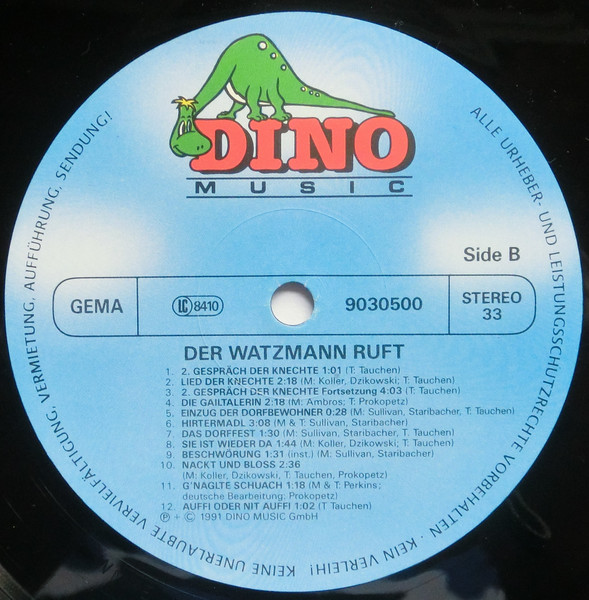 DINO
MUSIC
Side B
GEMA
LC 8410
9030500
STEREO
33
DER WATZMANN RUFT
1. 2. GESPRÄCH DER KNECHTE 1:01 (T: Tauchen)
2. LIED DER KNECHTE 2:18 (M: Koller, Dzikowski; T: Tauchen)
3. 2. GESPRÄCH DER KNECHTE Fortsetzung 4:03 (T: Tauchen)
4. DIE GAILTALERIN 2:18 (M: Ambros; T: Prokopetz)
5. EINZUG DER DORFBEWOHNER 0:28 (M: Sullivan, Staribacher, T: Tauchen)
6. HIRTERMADL 3:08 (M & T: Sullivan, Staribacher)
7. DAS DORFFEST 1:30 (M: Sullivan, Staribacher, T. Tauchen)
8. SIE IST WIEDER DA 1:44 (M: Koller, Dzikowski; T: Tauchen)
9. BESCHWÖRUNG 1:31 (inst.) (M: Sullivan, Staribacher)
10. NACKT UND BLOSS 2:36
(M: Koller, Dzikowski, T: Tauchen, Prokopetz)
11. G'NAGLTE SCHUACH 1:18 (M & T: Perkins;
deutsche Bearbeitung: Prokopetz)
12. AUFFI ODER NIT AUFFI 1:02 (T Tauchen)
℗ + © 1991 DINO MUSIC GmbH
ALLE URHEBER- UND LEISTUNGSSCHUTZRECHTE VORBEHALTEN · KEIN VERLEIH! KEINE UNERLAUBTE VERVIELFÄLTIGUNG, VERMIETUNG, AUFFÜHRUNG, SENDUNG!